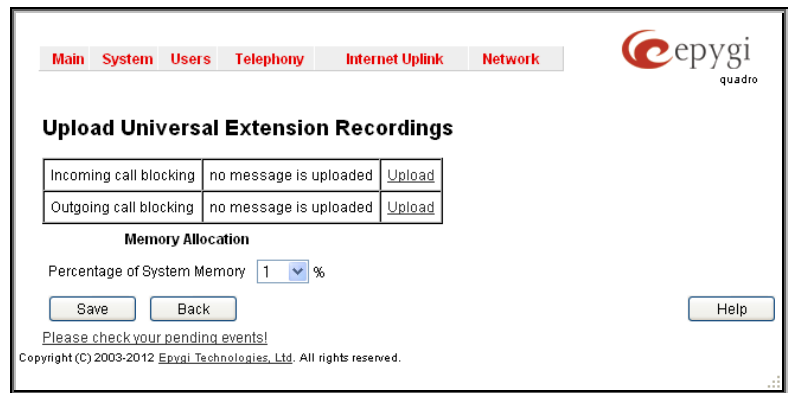 Main System Users Telephony Internet Uplink Network
epygi
quadro
Upload Universal Extension Recordings
Incoming call blocking no message is uploaded Upload
Outgoing call blocking no message is uploaded Upload
Memory Allocation
Percentage of System Memory 1 %
Save Back Help
Please check your pending events!
Copyright (C) 2003-2012 Epygi Technologies, Ltd. All rights reserved.